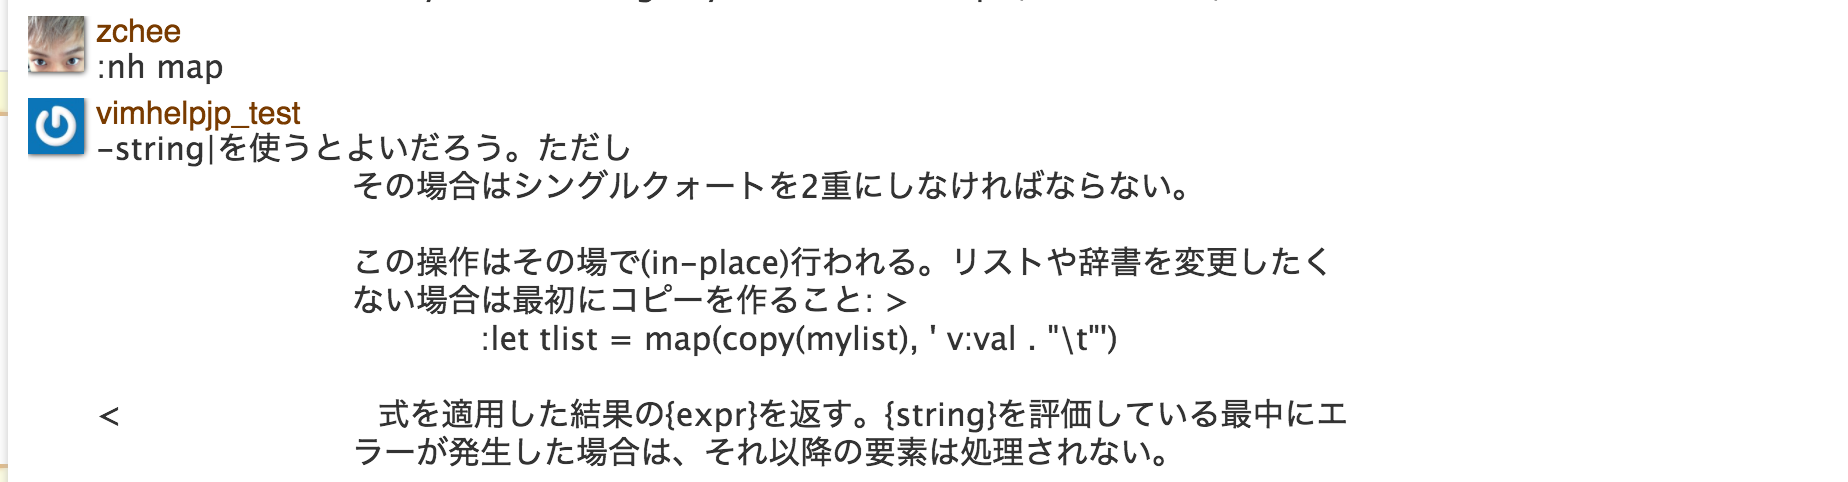 zchee
:nh map
vimhelpjp_test
-string|を使うとよいだろう。ただし
その場合はシングルクォートを2重にしなければならない。
この操作はその場で(in-place)行われる。リストや辞書を変更したく
ない場合は最初にコピーを作ること: >
:let tlist = map(copy(mylist), ' v:val . "\t"')
< 式を適用した結果の{expr}を返す。{string}を評価している最中にエ
ラーが発生した場合は、それ以降の要素は処理されない。